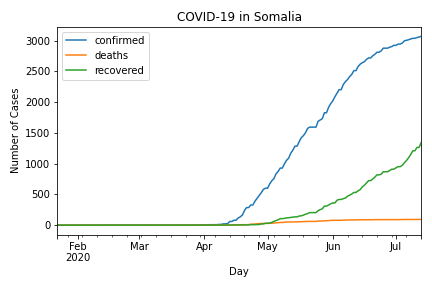 COVID-19 in Somalia
confirmed
deaths
recovered
Number of Cases
3000
2500
2000
1500
1000
500
0
Feb
2020
Mar
Apr
May
Jun
Jul
Day